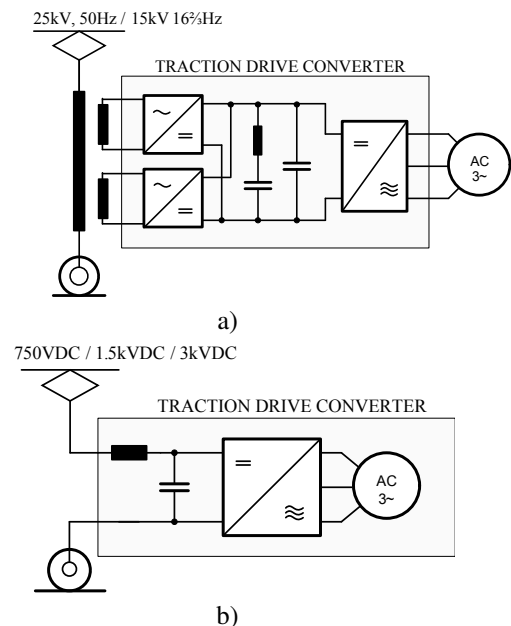 25kV, 50Hz / 15kV 16⅔Hz
TRACTION DRIVE CONVERTER
AC
3~
a)
750VDC / 1.5kVDC / 3kVDC
TRACTION DRIVE CONVERTER
AC
3~
b)